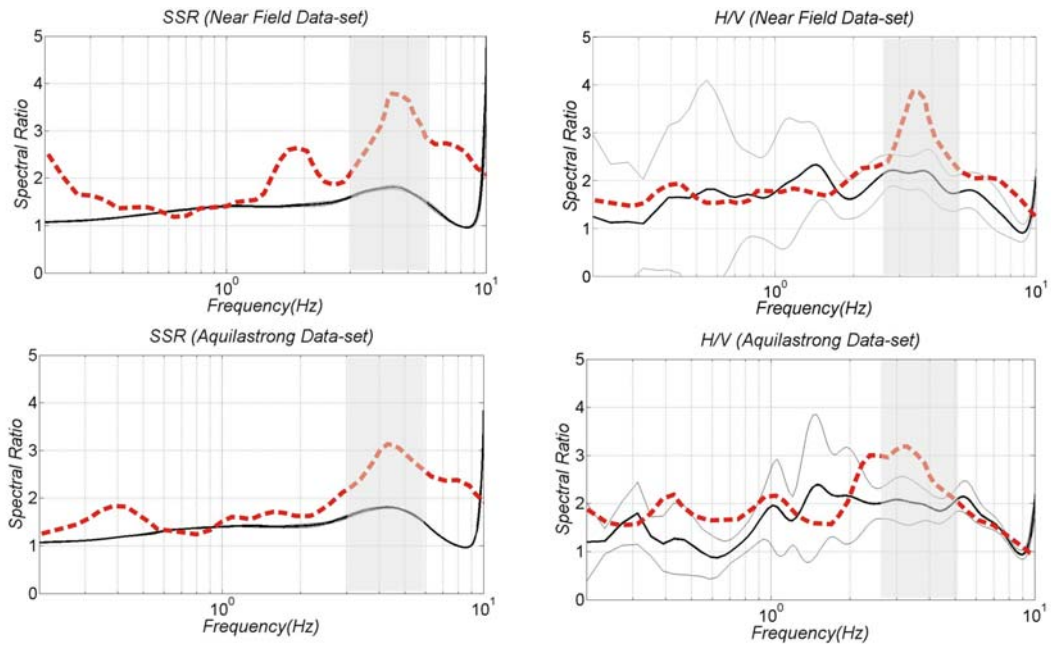 SSR (Near Field Data-set)
5
4
3
2
1
0
Spectral Ratio
10^0
10^1
Frequency(Hz)
H/V (Near Field Data-set)
5
4
3
2
1
0
Spectral Ratio
10^0
10^1
Frequency(Hz)
SSR (Aquilastrong Data-set)
5
4
3
2
1
0
Spectral Ratio
10^0
10^1
Frequency(Hz)
H/V (Aquilastrong Data-set)
5
4
3
2
1
0
Spectral Ratio
10^0
10^1
Frequency(Hz)